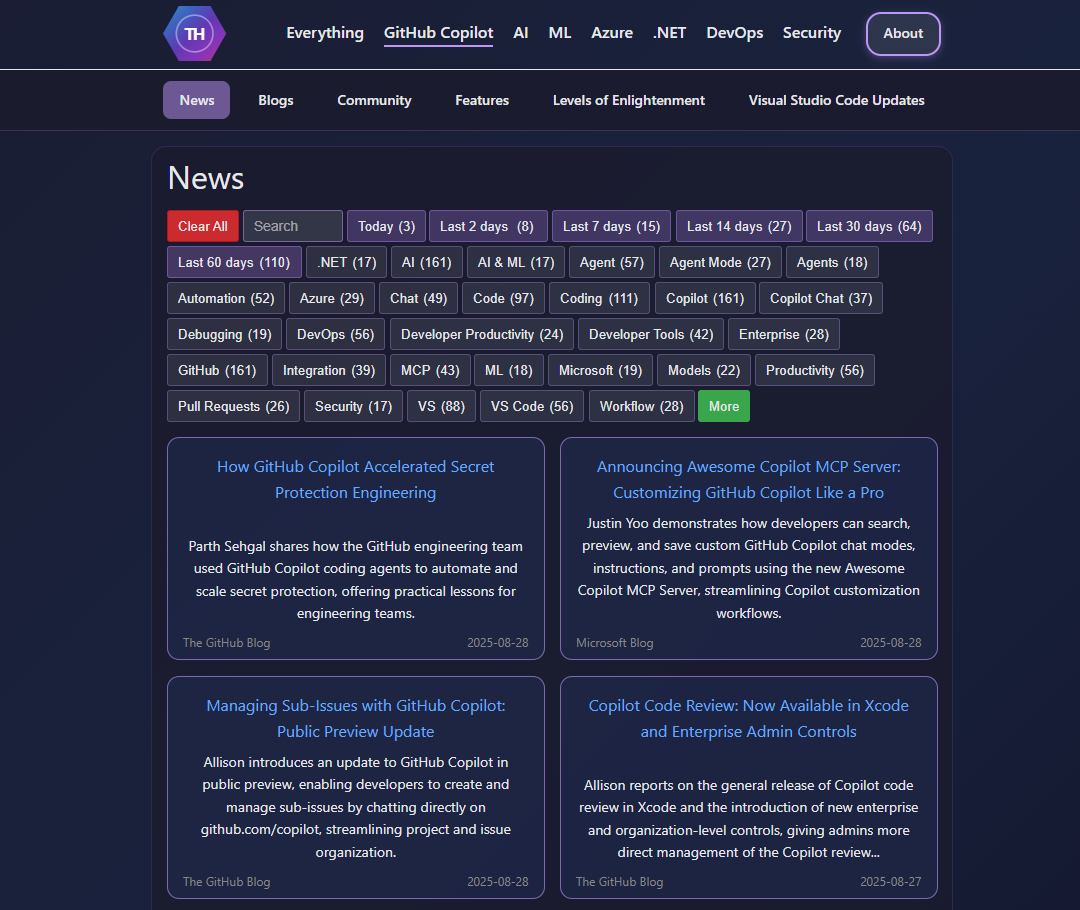 TH
Everything GitHub Copilot AI ML Azure .NET DevOps Security About
News Blogs Community Features Levels of Enlightenment Visual Studio Code Updates
News
Clear All Search Today (3) Last 2 days (8) Last 7 days (15) Last 14 days (27) Last 30 days (64)
Last 60 days (110) .NET (17) AI (161) AI & ML (17) Agent (57) Agent Mode (27) Agents (18)
Automation (52) Azure (29) Chat (49) Code (97) Coding (111) Copilot (161) Copilot Chat (37)
Debugging (19) DevOps (56) Developer Productivity (24) Developer Tools (42) Enterprise (28)
GitHub (161) Integration (39) MCP (43) ML (18) Microsoft (19) Models (22) Productivity (56)
Pull Requests (26) Security (17) VS (88) VS Code (56) Workflow (28) More
How GitHub Copilot Accelerated Secret
Protection Engineering
Parth Sehgal shares how the GitHub engineering team
used GitHub Copilot coding agents to automate and
scale secret protection, offering practical lessons for
engineering teams.
The GitHub Blog 2025-08-28
Announcing Awesome Copilot MCP Server:
Customizing GitHub Copilot Like a Pro
Justin Yoo demonstrates how developers can search,
preview, and save custom GitHub Copilot chat modes,
instructions, and prompts using the new Awesome
Copilot MCP Server, streamlining Copilot customization
workflows.
Microsoft Blog 2025-08-28
Managing Sub-Issues with GitHub Copilot:
Public Preview Update
Allison introduces an update to GitHub Copilot in
public preview, enabling developers to create and
manage sub-issues by chatting directly on
github.com/copilot, streamlining project and issue
organization.
The GitHub Blog 2025-08-28
Copilot Code Review: Now Available in Xcode
and Enterprise Admin Controls
Allison reports on the general release of Copilot code
review in Xcode and the introduction of new enterprise
and organization-level controls, giving admins more
direct management of the Copilot review...
The GitHub Blog 2025-08-27